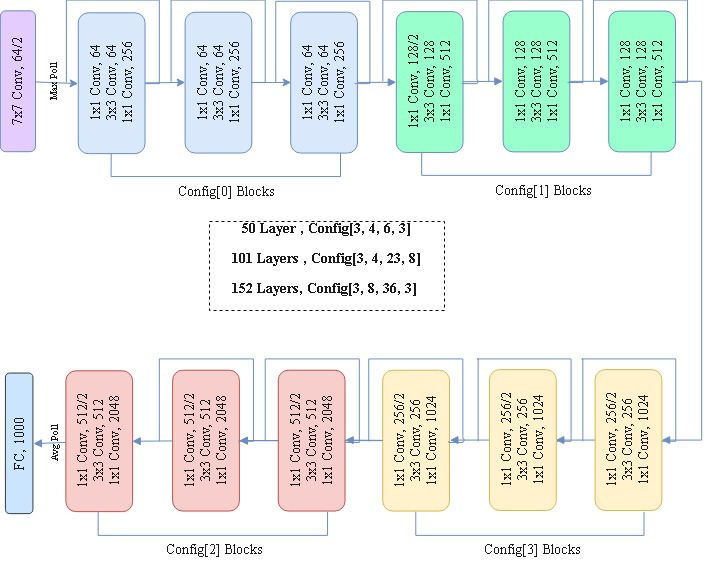 7x7 Conv, 64/2
Max Poll
1x1 Conv, 64
3x3 Conv, 64
1x1 Conv, 256
1x1 Conv, 64
3x3 Conv, 64
1x1 Conv, 256
1x1 Conv, 64
3x3 Conv, 64
1x1 Conv, 256
1x1 Conv, 128/2
3x3 Conv, 128
1x1 Conv, 512
1x1 Conv, 128
3x3 Conv, 128
1x1 Conv, 512
1x1 Conv, 128
3x3 Conv, 128
1x1 Conv, 512
Config[0] Blocks
Config[1] Blocks
50 Layer , Config[3, 4, 6, 3]
101 Layers , Config[3, 4, 23, 8]
152 Layers, Config[3, 8, 36, 3]
FC, 1000
Avg Poll
1x1 Conv, 512/2
3x3 Conv, 512
1x1 Conv, 2048
1x1 Conv, 512/2
3x3 Conv, 512
1x1 Conv, 2048
1x1 Conv, 512/2
3x3 Conv, 512
1x1 Conv, 2048
1x1 Conv, 256/2
3x3 Conv, 256
1x1 Conv, 1024
1x1 Conv, 256/2
3x3 Conv, 256
1x1 Conv, 1024
1x1 Conv, 256/2
3x3 Conv, 256
1x1 Conv, 1024
Config[2] Blocks
Config[3] Blocks